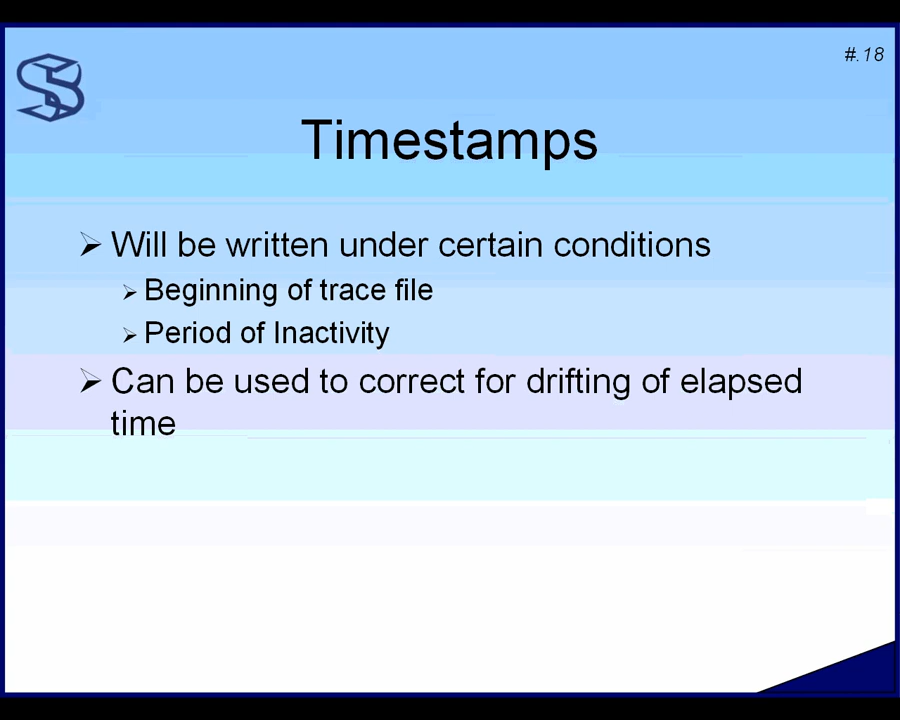 #.18
Timestamps
Will be written under certain conditions
Beginning of trace file
Period of Inactivity
Can be used to correct for drifting of elapsed
time